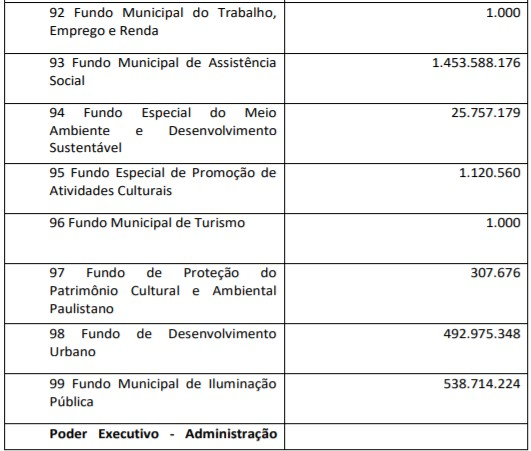 92 Fundo Municipal do Trabalho, 1.000
Emprego e Renda
93 Fundo Municipal de Assistência 1.453.588.176
Social
94 Fundo Especial do Meio 25.757.179
Ambiente e Desenvolvimento
Sustentável
95 Fundo Especial de Promoção de 1.120.560
Atividades Culturais
96 Fundo Municipal de Turismo 1.000
97 Fundo de Proteção do 307.676
Patrimônio Cultural e Ambiental
Paulistano
98 Fundo de Desenvolvimento 492.975.348
Urbano
99 Fundo Municipal de Iluminação 538.714.224
Pública
Poder Executivo - Administração